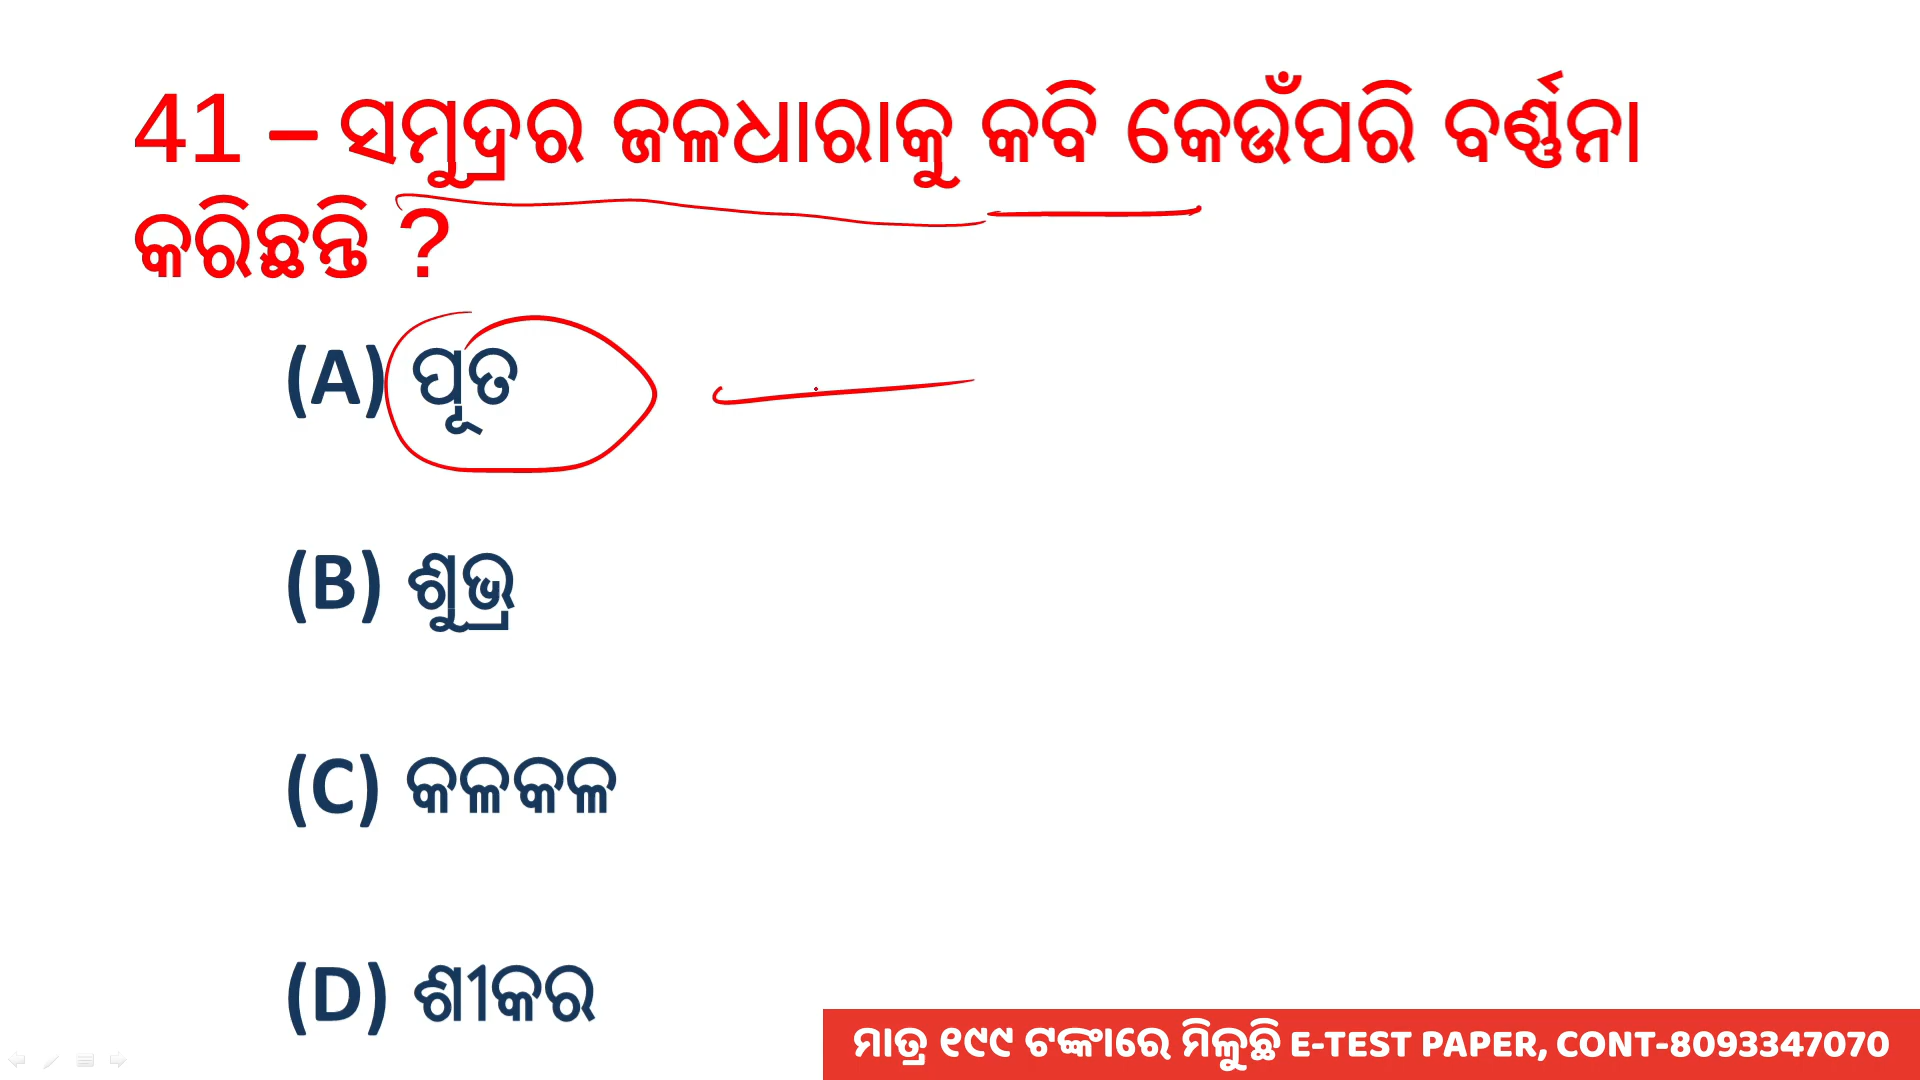 41 – ସମୁଦ୍ରର ଜଳଧାରାକୁ କବି କେଉଁପରି ବର୍ଣ୍ଣନା
କରିଛନ୍ତି ?
(A) ପୂତ
(B) ଶୁଭ୍ର
(C) କଳକଳ
(D) ଶୀକର
ମାତ୍ର ୧୯୯ ଟଙ୍କାରେ ମିଳୁଛି E-TEST PAPER, CONT-8093347070